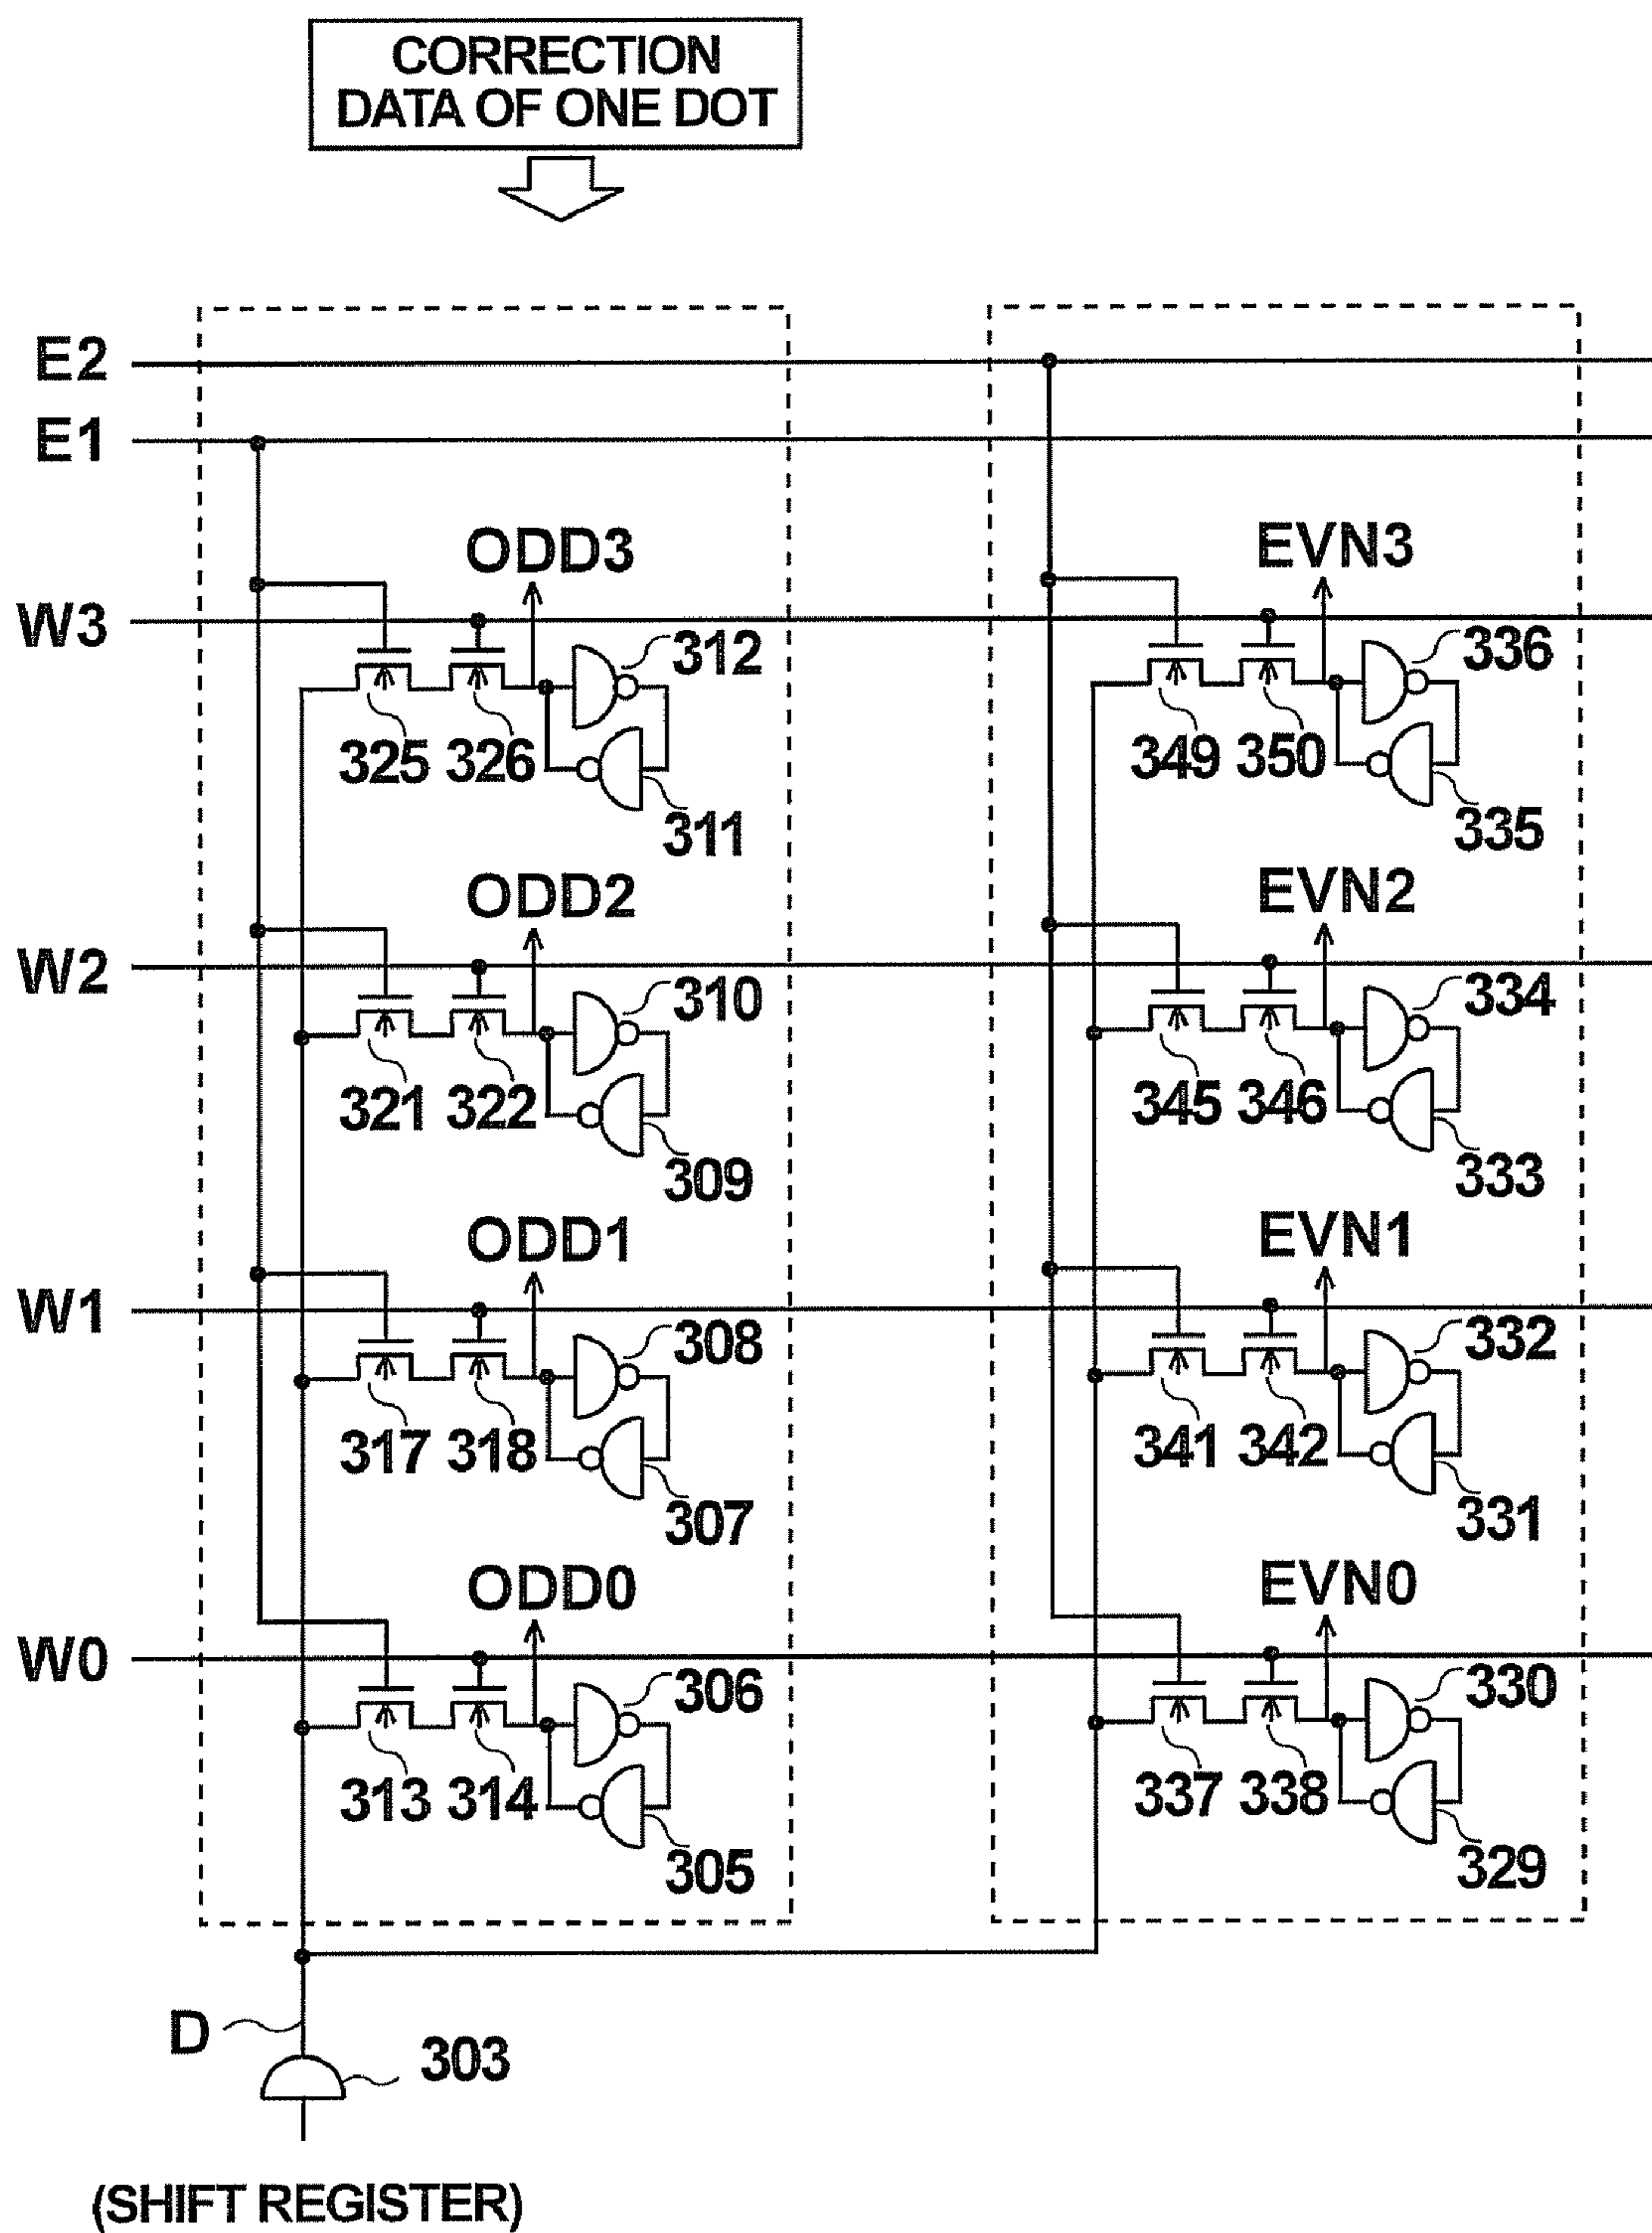 CORRECTION
DATA OF ONE DOT
E2
E1
ODD3
EVN3
W3
312
336
325
326
349
350
311
335
ODD2
EVN2
W2
310
334
321
322
345
346
309
333
ODD1
EVN1
W1
308
332
317
318
341
342
307
331
ODD0
EVN0
W0
306
330
313
314
337
338
305
329
D
303
(SHIFT REGISTER)